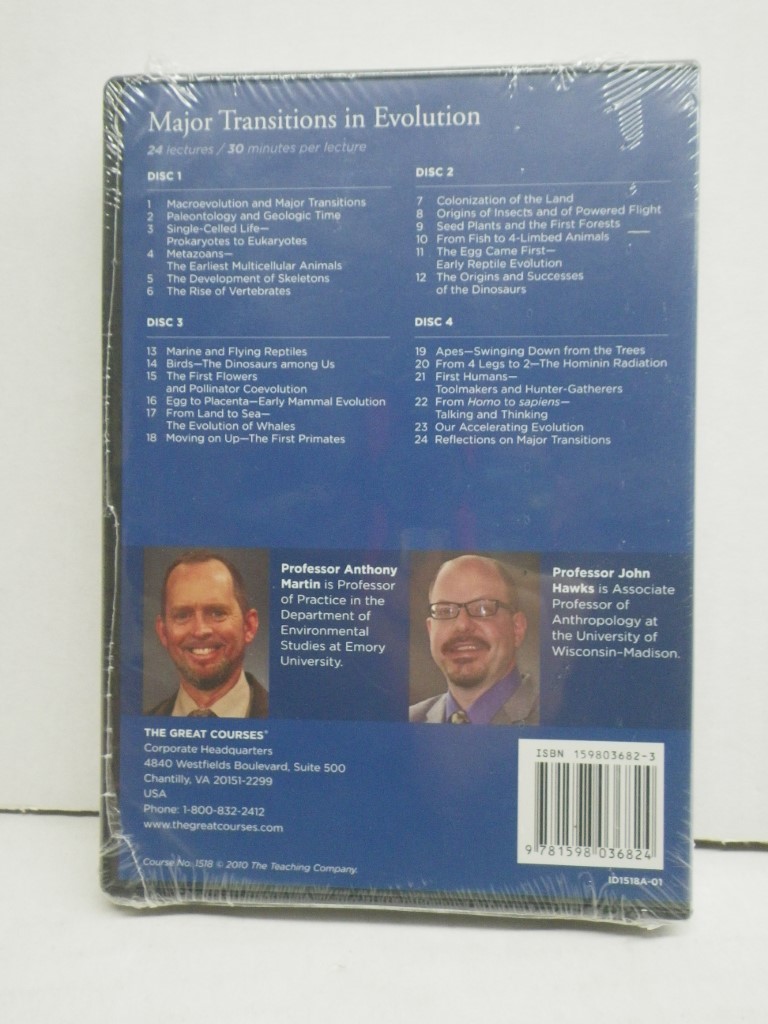 Major Transitions in Evolution
24 lectures / 30 minutes per lecture
DISC 1
1 Macroevolution and Major Transitions
2 Paleontology and Geologic Time
3 Single-Celled Life—
Prokaryotes to Eukaryotes
4 Metazoans—
The Earliest Multicellular Animals
5 The Development of Skeletons
6 The Rise of Vertebrates
DISC 2
7 Colonization of the Land
8 Origins of Insects and of Powered Flight
9 Seed Plants and the First Forests
10 From Fish to 4-Limbed Animals
11 The Egg Came First—
Early Reptile Evolution
12 The Origins and Successes
of the Dinosaurs
DISC 3
13 Marine and Flying Reptiles
14 Birds—The Dinosaurs among Us
15 The First Flowers
and Pollinator Coevolution
16 Egg to Placenta—Early Mammal Evolution
17 From Land to Sea—
The Evolution of Whales
18 Moving on Up—The First Primates
DISC 4
19 Apes—Swinging Down from the Trees
20 From 4 Legs to 2—The Hominin Radiation
21 First Humans—
Toolmakers and Hunter-Gatherers
22 From Homo to sapiens—
Talking and Thinking
23 Our Accelerating Evolution
24 Reflections on Major Transitions
Professor Anthony
Martin is Professor
of Practice in the
Department of
Environmental
Studies at Emory
University.
Professor John
Hawks is Associate
Professor of
Anthropology at
the University of
Wisconsin–Madison.
THE GREAT COURSES®
Corporate Headquarters
4840 Westfields Boulevard, Suite 500
Chantilly, VA 20151-2299
USA
Phone: 1-800-832-2412
www.thegreatcourses.com
Course No. 1518 © 2010 The Teaching Company.
ISBN 159803682-3
9 781598 036824
ID1518A-01